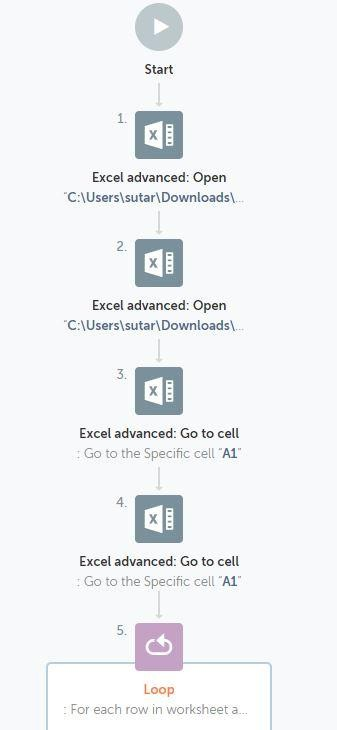 Start
1.
Excel advanced: Open
"C:\Users\sutar\Downloads\...
2.
Excel advanced: Open
"C:\Users\sutar\Downloads\...
3.
Excel advanced: Go to cell
: Go to the Specific cell "A1"
4.
Excel advanced: Go to cell
: Go to the Specific cell "A1"
5.
Loop
: For each row in worksheet a...